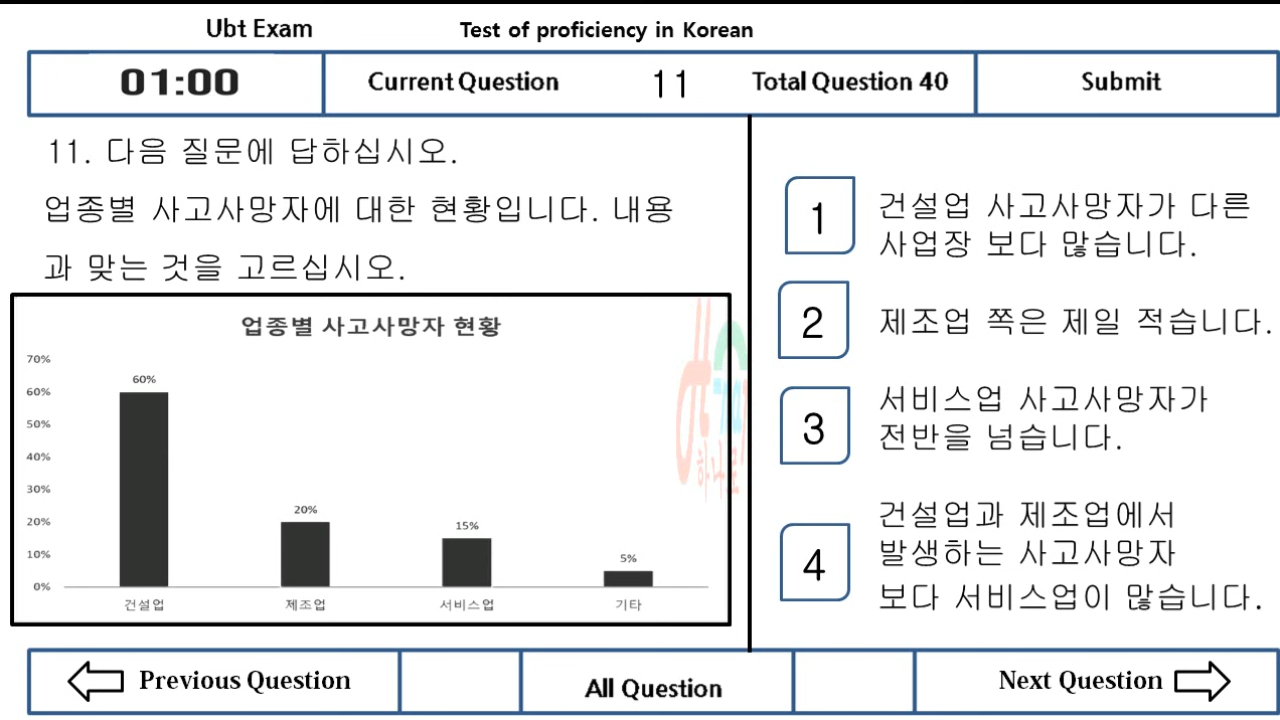 Ubt Exam
Test of proficiency in Korean
01:00
Current Question 11 Total Question 40
Submit
11. 다음 질문에 답하십시오.
업종별 사고사망자에 대한 현황입니다. 내용
과 맞는 것을 고르십시오.
업종별 사고사망자 현황
70%
60%
50%
40%
30%
20%
10%
0%
60%
20%
15%
5%
건설업 제조업 서비스업 기타
하나로
1 건설업 사고사망자가 다른
사업장 보다 많습니다.
2 제조업 쪽은 제일 적습니다.
3 서비스업 사고사망자가
전반을 넘습니다.
4 건설업과 제조업에서
발생하는 사고사망자
보다 서비스업이 많습니다.
Previous Question
All Question
Next Question